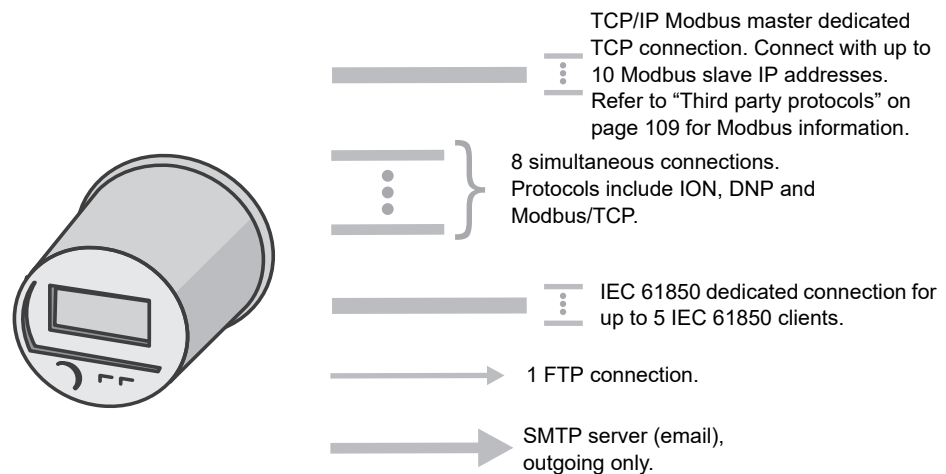 TCP/IP Modbus master dedicated
TCP connection. Connect with up to
10 Modbus slave IP addresses.
Refer to “Third party protocols” on
page 109 for Modbus information.
8 simultaneous connections.
Protocols include ION, DNP and
Modbus/TCP.
IEC 61850 dedicated connection for
up to 5 IEC 61850 clients.
1 FTP connection.
SMTP server (email),
outgoing only.